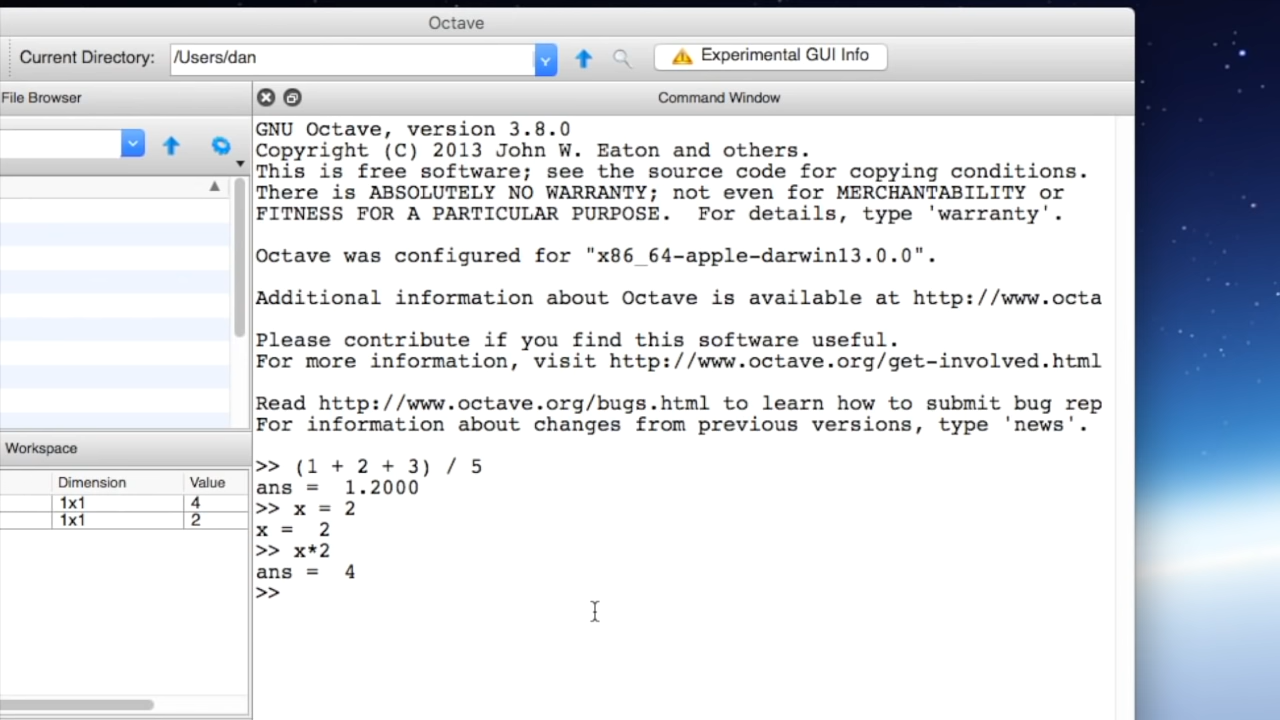 Octave
Current Directory: /Users/dan Experimental GUI Info
File Browser
Command Window
GNU Octave, version 3.8.0
Copyright (C) 2013 John W. Eaton and others.
This is free software; see the source code for copying conditions.
There is ABSOLUTELY NO WARRANTY; not even for MERCHANTABILITY or
FITNESS FOR A PARTICULAR PURPOSE.  For details, type 'warranty'.
Octave was configured for "x86_64-apple-darwin13.0.0".
Additional information about Octave is available at http://www.octa
Please contribute if you find this software useful.
For more information, visit http://www.octave.org/get-involved.html
Read http://www.octave.org/bugs.html to learn how to submit bug rep
For information about changes from previous versions, type 'news'.
>> (1 + 2 + 3) / 5
ans =  1.2000
>> x = 2
x =  2
>> x*2
ans =  4
>>
Workspace
Dimension Value
1x1 4
1x1 2